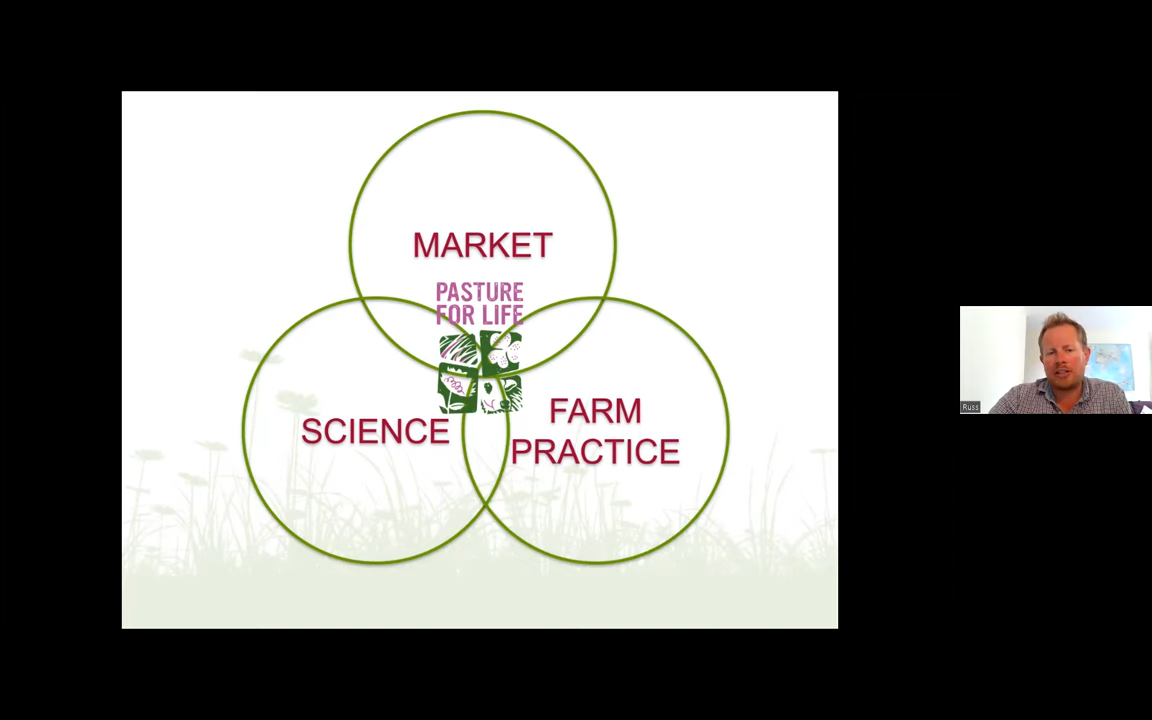 MARKET
PASTURE
FOR LIFE
SCIENCE
FARM
PRACTICE
Russ